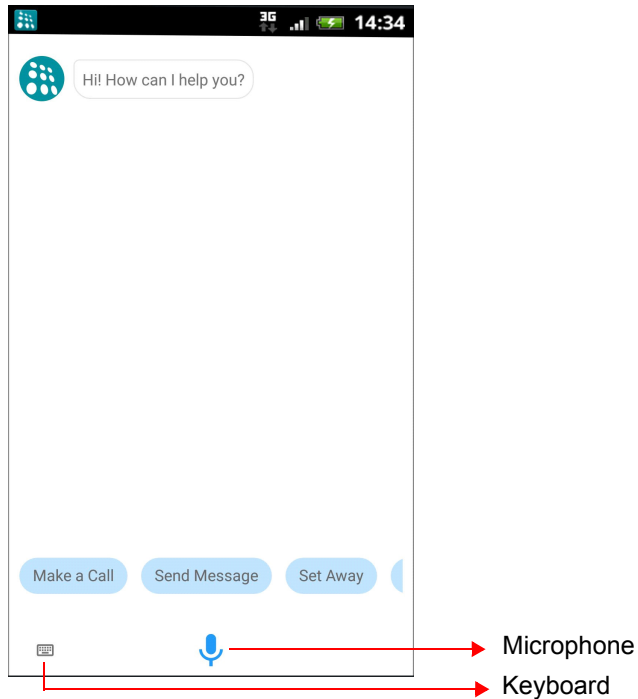 3G 14:34
Hi! How can I help you?
Make a Call Send Message Set Away
Microphone
Keyboard